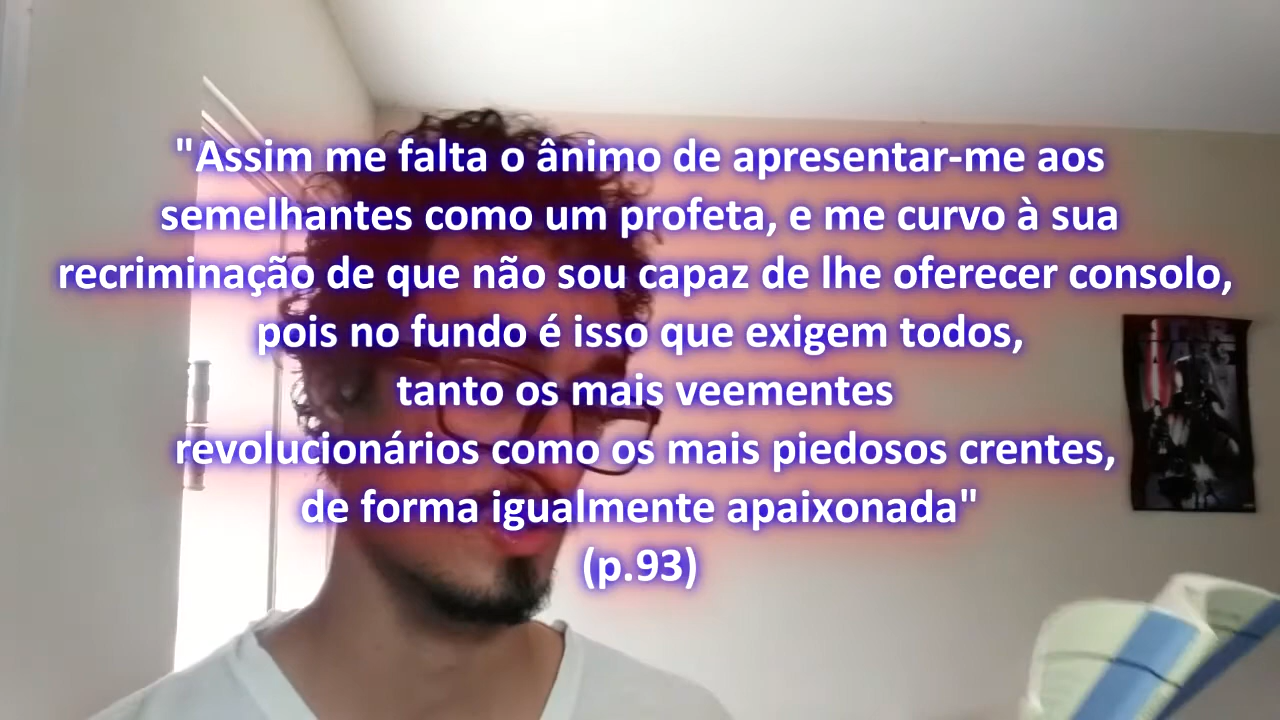 "Assim me falta o ânimo de apresentar-me aos
semelhantes como um profeta, e me curvo à sua
recriminação de que não sou capaz de lhe oferecer consolo,
pois no fundo é isso que exigem todos,
tanto os mais veementes
revolucionários como os mais piedosos crentes,
de forma igualmente apaixonada"
(p.93)
STAR
WARS